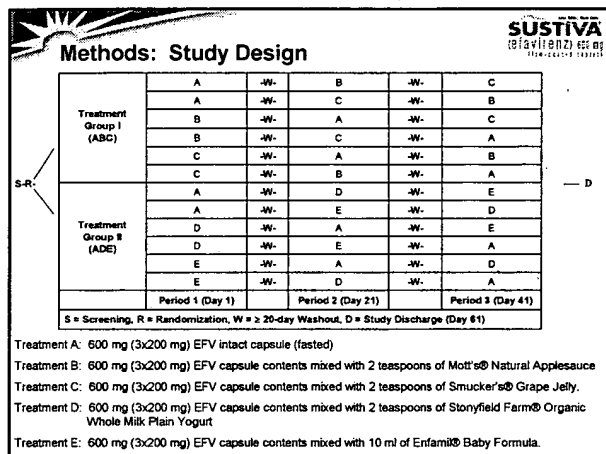 SUSTIVA
(efavirenz) 600 mg
Methods: Study Design
Treatment Group I (ABC)
A -W- B -W- C
A -W- C -W- B
B -W- A -W- C
B -W- C -W- A
C -W- A -W- B
C -W- B -W- A
S-R-
D
Treatment Group II (ADE)
A -W- D -W- E
A -W- E -W- D
D -W- A -W- E
D -W- E -W- A
E -W- A -W- D
E -W- D -W- A
Period 1 (Day 1) Period 2 (Day 21) Period 3 (Day 41)
S = Screening, R = Randomization, W = ≥ 20-day Washout, D = Study Discharge (Day 61)
Treatment A: 600 mg (3x200 mg) EFV intact capsule (fasted)
Treatment B: 600 mg (3x200 mg) EFV capsule contents mixed with 2 teaspoons of Mott's® Natural Applesauce
Treatment C: 600 mg (3x200 mg) EFV capsule contents mixed with 2 teaspoons of Smucker's® Grape Jelly.
Treatment D: 600 mg (3x200 mg) EFV capsule contents mixed with 2 teaspoons of Stonyfield Farm® Organic
Whole Milk Plain Yogurt
Treatment E: 600 mg (3x200 mg) EFV capsule contents mixed with 10 ml of Enfamil® Baby Formula.